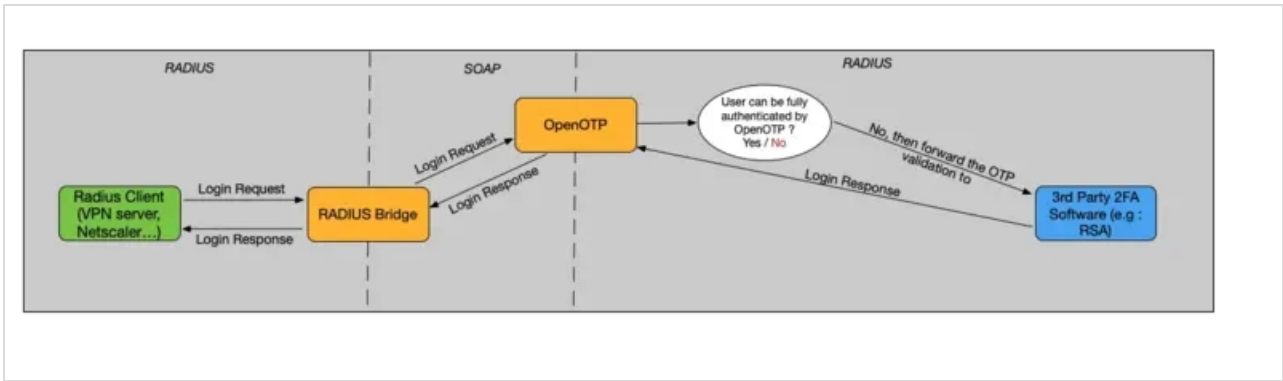 RADIUS
SOAP
RADIUS
OpenOTP
User can be fully
authenticated by
OpenOTP ?
Yes / No
No, then forward the OTP
validation to
Login Request
Login Response
Login Response
Radius Client
(VPN server,
Netscaler...)
Login Request
Login Response
RADIUS Bridge
3rd Party 2FA
Software (e.g :
RSA)